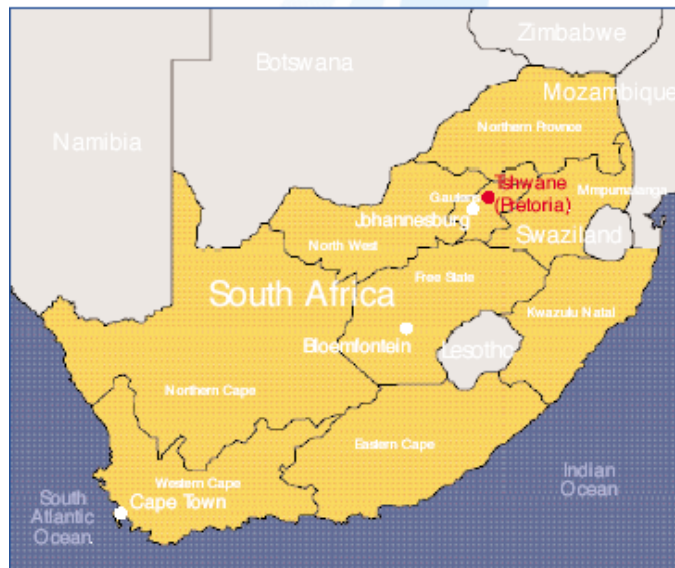 Zimbabwe
Botswana
Mozambique
Namibia
Northern Province
Tshwane
(Pretoria)
Mmpumalanga
Gauteng
Johannesburg
Swaziland
North West
Free State
South Africa
Kwazulu Natal
Bloemfontein
Lesotho
Northern Cape
Eastern Cape
Western Cape
Cape Town
Indian
Ocean
South
Atlantic
Ocean.